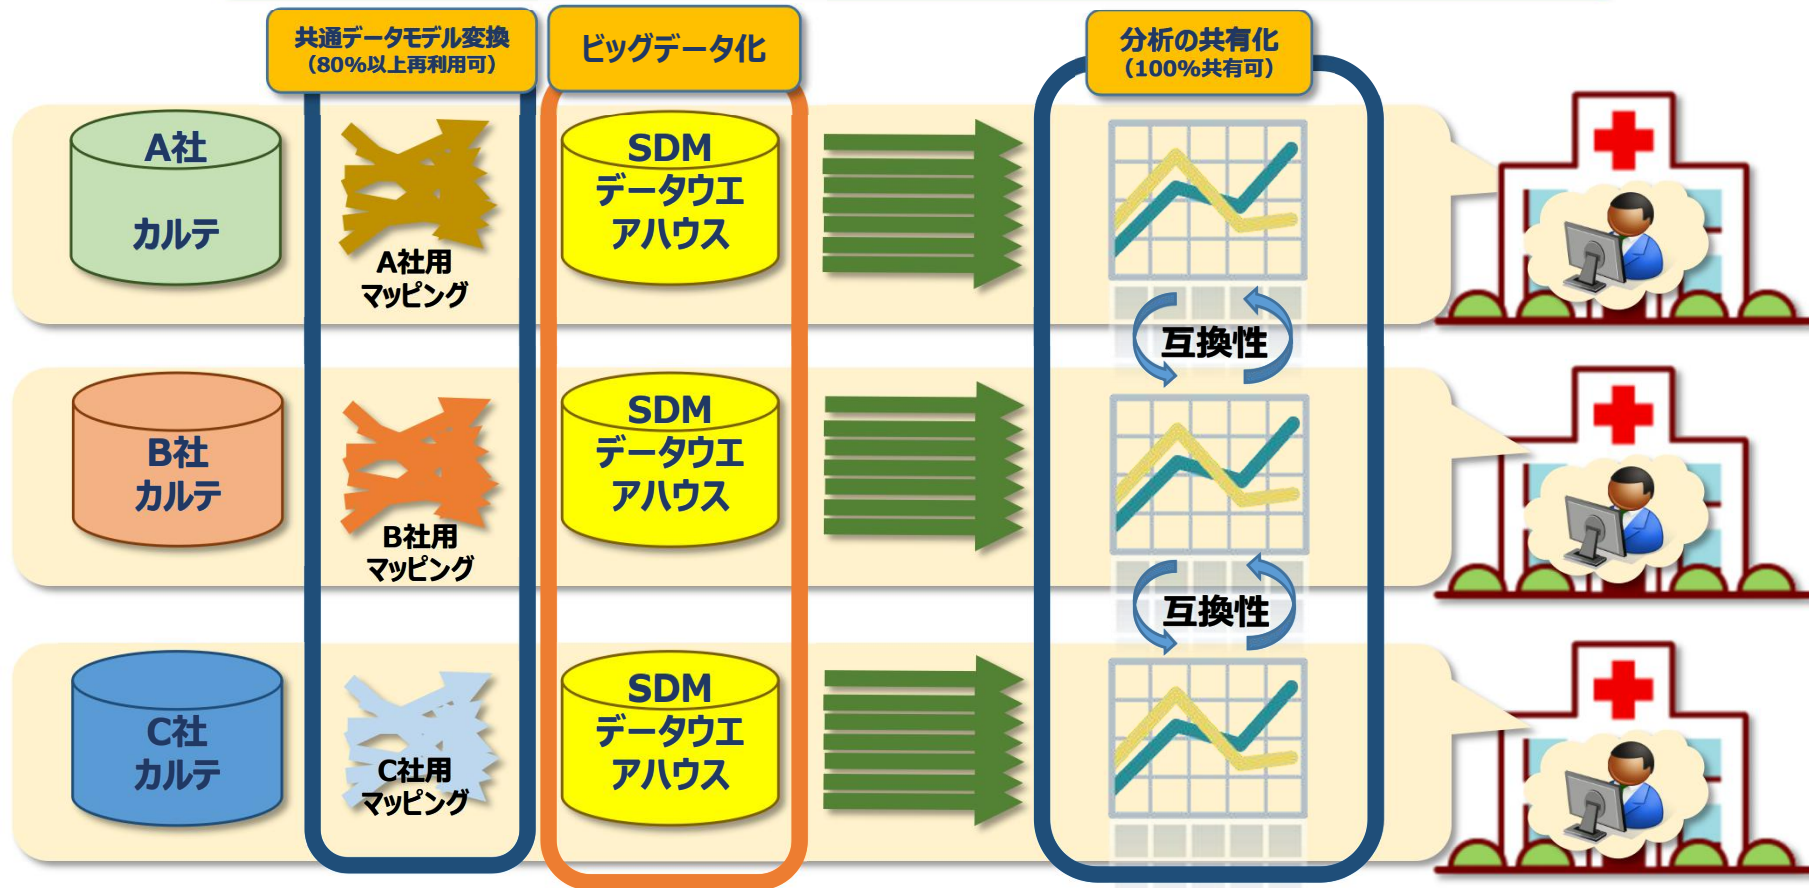 共通データモデル変換
（80%以上再利用可）
ビッグデータ化
分析の共有化
（100%共有可）
A社
カルテ
A社用
マッピング
SDM
データウエ
アハウス
互換性
B社
カルテ
B社用
マッピング
SDM
データウエ
アハウス
互換性
C社
カルテ
C社用
マッピング
SDM
データウエ
アハウス